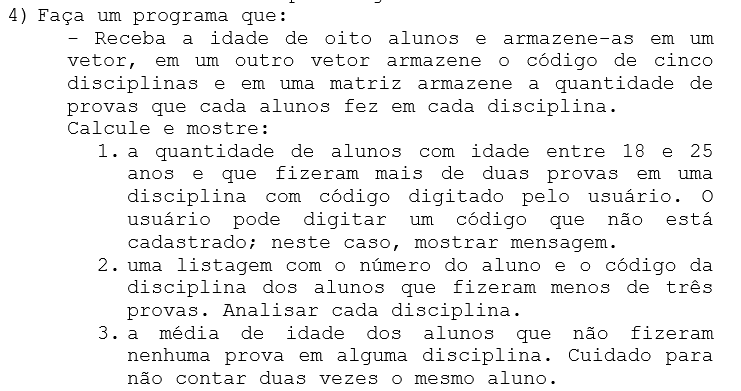 4) Faça um programa que:
- Receba a idade de oito alunos e armazene-as em um
vetor, em um outro vetor armazene o código de cinco
disciplinas e em uma matriz armazene a quantidade de
provas que cada alunos fez em cada disciplina.
Calcule e mostre:
1. a quantidade de alunos com idade entre 18 e 25
anos e que fizeram mais de duas provas em uma
disciplina com código digitado pelo usuário. O
usuário pode digitar um código que não está
cadastrado; neste caso, mostrar mensagem.
2. uma listagem com o número do aluno e o código da
disciplina dos alunos que fizeram menos de três
provas. Analisar cada disciplina.
3. a média de idade dos alunos que não fizeram
nenhuma prova em alguma disciplina. Cuidado para
não contar duas vezes o mesmo aluno.